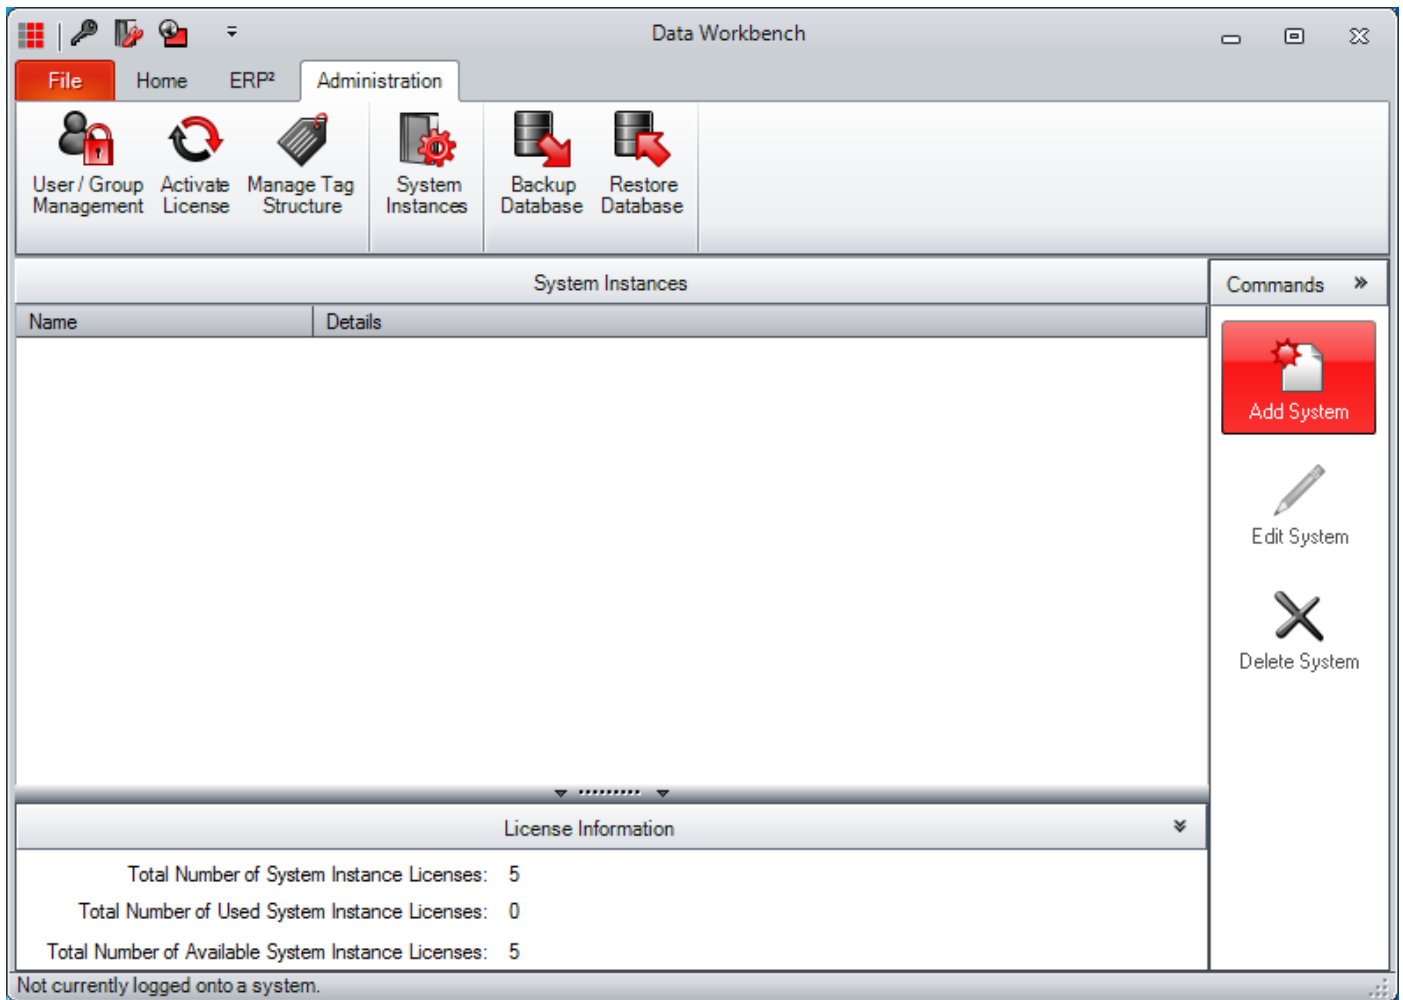 Data Workbench
File Home ERP² Administration
User / Group Management
Activate License
Manage Tag Structure
System Instances
Backup Database
Restore Database
System Instances
Commands
Name Details
Add System
Edit System
Delete System
License Information
Total Number of System Instance Licenses: 5
Total Number of Used System Instance Licenses: 0
Total Number of Available System Instance Licenses: 5
Not currently logged onto a system.